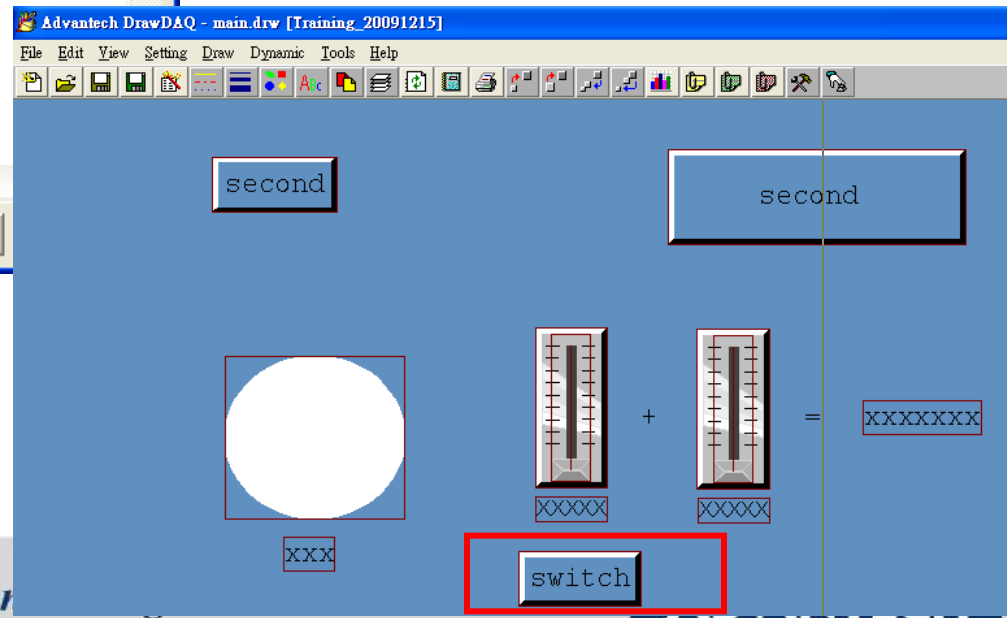 Advantech DrawDAQ - main.drw [Training_20091215]
File Edit View Setting Draw Dynamic Tools Help
second
second
+ = XXXXXXX
XXXXX XXXXX
XXX
switch